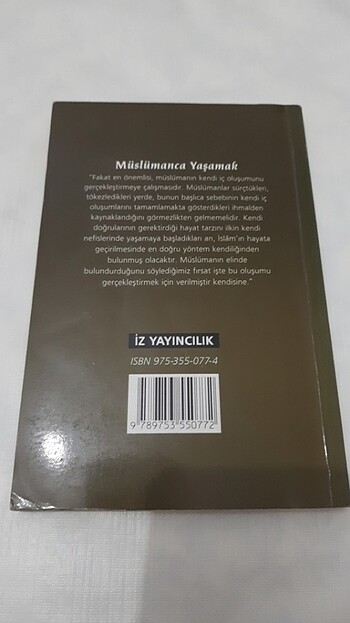 Müslümanca Yaşamak
"Fakat en önemlisi, müslümanın kendi iç oluşumunu
gerçekleştirmeye çalışmasıdır. Müslümanlar sürçtükleri,
tökezledikleri yerde, bunun başlıca sebebinin kendi iç
oluşumlarını tamamlamakta gösterdikleri ihmalden
kaynaklandığını görmezlikten gelmemelidir. Kendi
doğrularının gerektirdiği hayat tarzını ilkin kendi
nefislerinde yaşamaya başladıkları an, İslâm'ın hayata
geçirilmesinde en doğru yöntem kendiliğinden
bulunmuş olacaktır. Müslümanın elinde
bulundurduğunu söylediğimiz fırsat işte bu oluşumu
gerçekleştirmek için verilmiştir kendisine."
İZ YAYINCILIK
ISBN 975-355-077-4
9 789753 550772